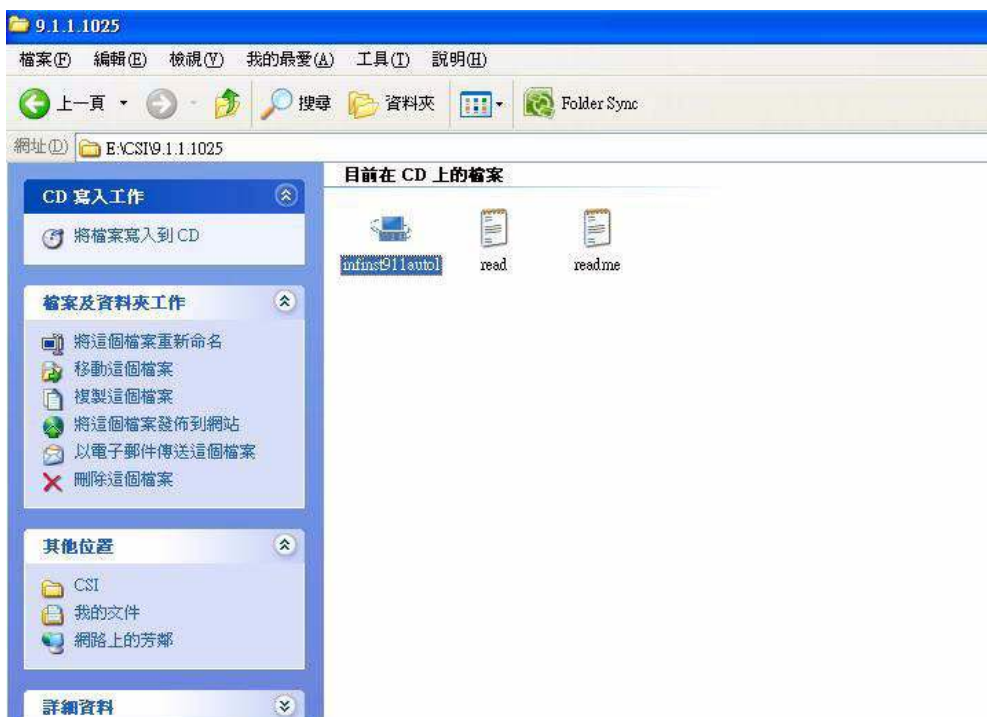 9.1.1.1025
檔案(F) 編輯(E) 檢視(V) 我的最愛(A) 工具(T) 說明(H)
上一頁 搜尋 資料夾 Folder Sync
網址(D) E:\CSI\9.1.1.1025
目前在 CD 上的檔案
infinst911autol read readme
CD 寫入工作
將檔案寫入到 CD
檔案及資料夾工作
將這個檔案重新命名
移動這個檔案
複製這個檔案
將這個檔案發佈到網站
以電子郵件傳送這個檔案
刪除這個檔案
其他位置
CSI
我的文件
網路上的芳鄰
詳細資料